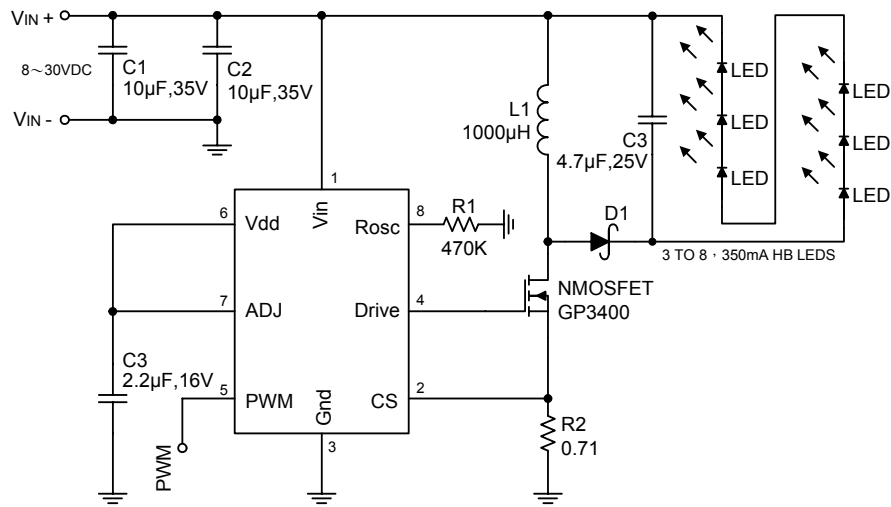 VIN +
8～30VDC
C1
10µF,35V
C2
10µF,35V
VIN -
L1
1000µH
C3
4.7µF,25V
LED
LED
LED
LED
LED
LED
1
Vin
6
Vdd
Rosc
8
R1
470K
D1
3 TO 8，350mA HB LEDS
7
ADJ
Drive
4
NMOSFET
GP3400
C3
2.2µF,16V
5
PWM
Gnd
CS
2
PWM
3
R2
0.71